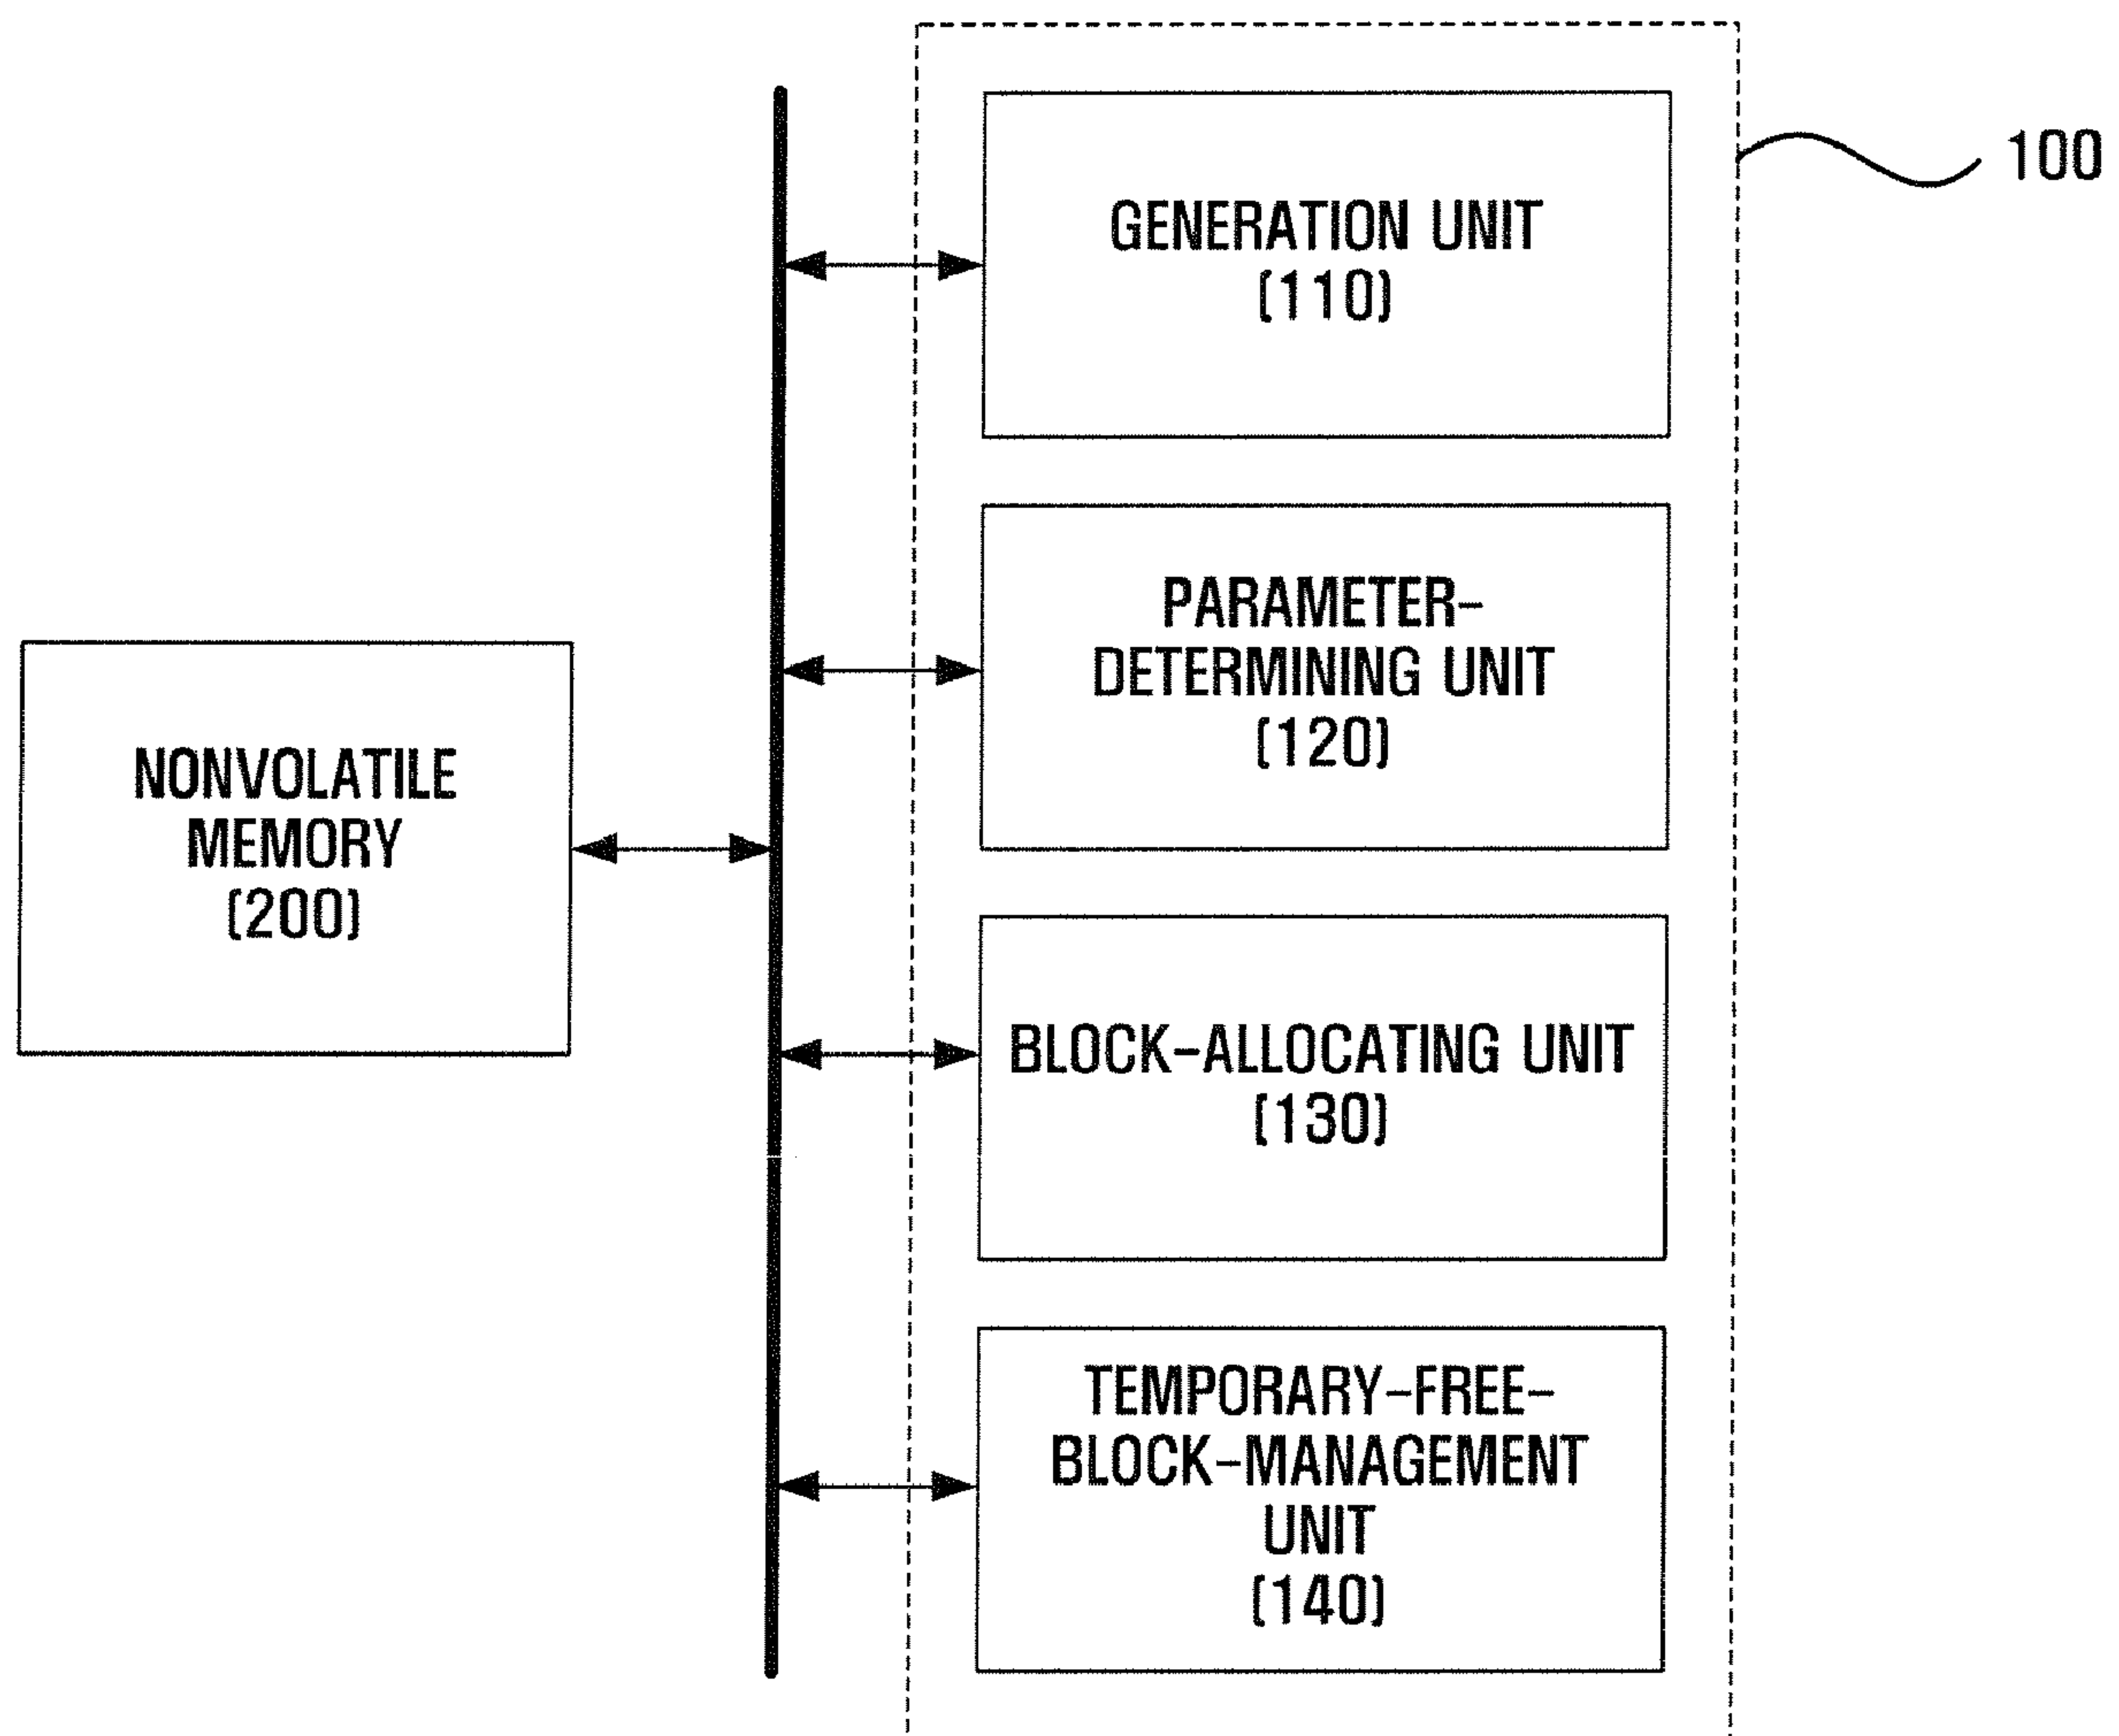 100
GENERATION UNIT
(110)
PARAMETER-
DETERMINING UNIT
(120)
NONVOLATILE
MEMORY
(200)
BLOCK-ALLOCATING UNIT
(130)
TEMPORARY-FREE-
BLOCK-MANAGEMENT
UNIT
(140)